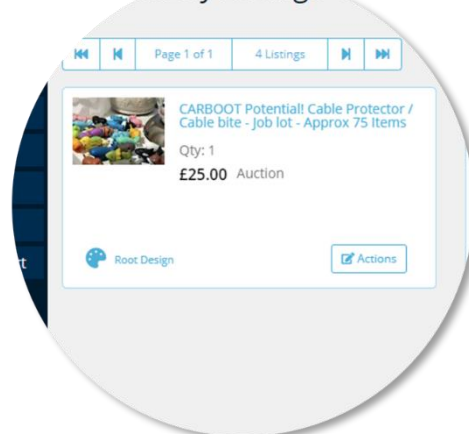 Page 1 of 1
4 Listings
CARBOOT Potential! Cable Protector /
Cable bite - Job lot - Approx 75 Items
Qty: 1
£25.00 Auction
Root Design
Actions